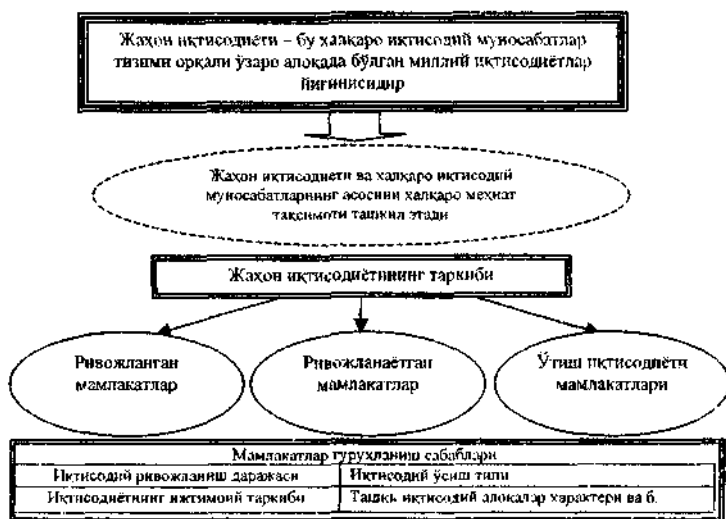 Жаҳон иқтисодиёти – бу халқаро иқтисодий муносабатлар
тизими орқали ўзаро алоқада бўлган миллий иқтисодиётлар
йиғиндисидир
Жаҳон иқтисодиёти ва халқаро иқтисодий
муносабатларнинг асосини халқаро меҳнат
тақсимоти ташкил этади
Жаҳон иқтисодиётининг таркиби
Ривожланган
мамлакатлар
Ривожланаётган
мамлакатлар
Ўтиш иқтисодиёти
мамлакатлари
Мамлакатлар гуруҳланиш сабаблари
Иқтисодий ривожланиш даражаси
Иқтисодий ўсиш типи
Иқтисодиётнинг ижтимоий таркиби
Ташқи иқтисодий алоқалар характери ва б.